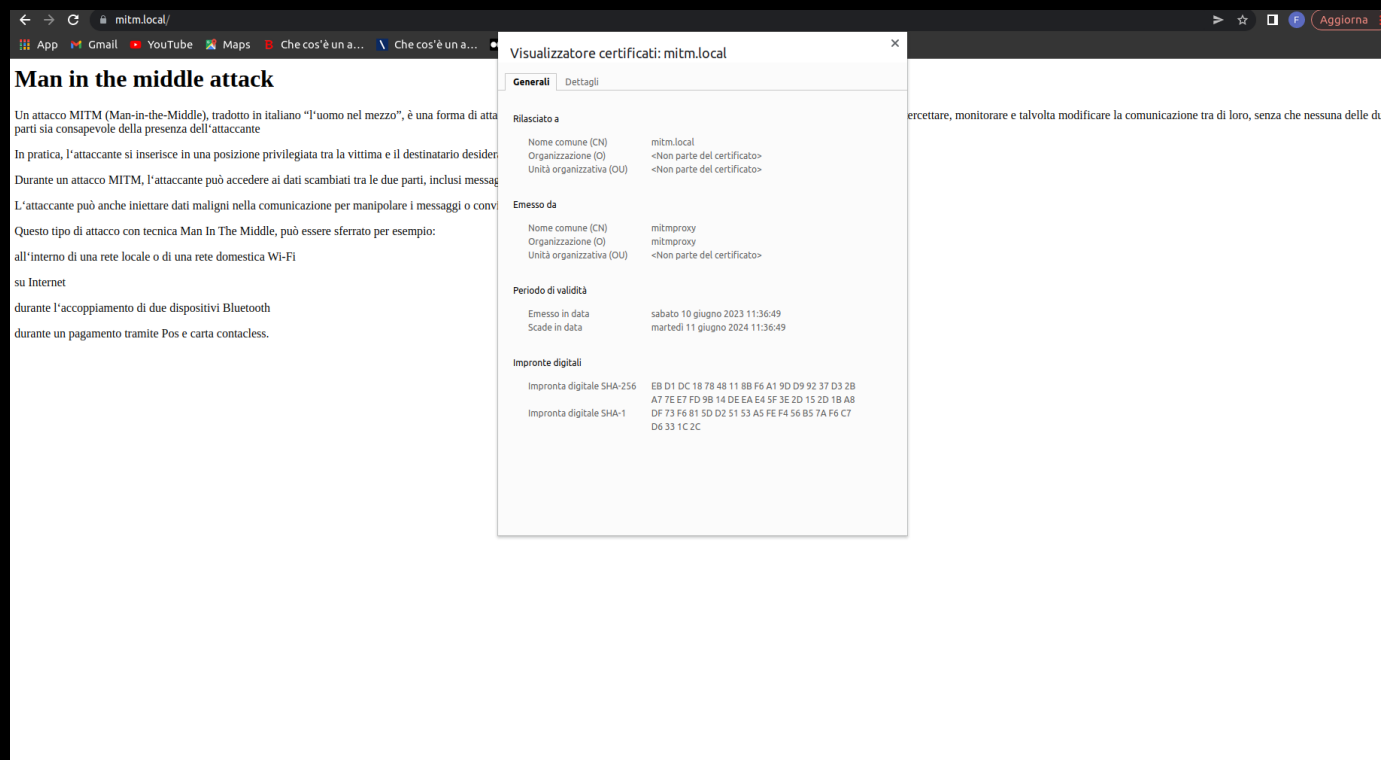 mitm.local/
F
Aggiorna
App Gmail YouTube Maps Che cos'è un a... Che cos'è un a...
Man in the middle attack
Un attacco MITM (Man-in-the-Middle), tradotto in italiano “l‘uomo nel mezzo”, è una forma di atta
ercettare, monitorare e talvolta modificare la comunicazione tra di loro, senza che nessuna delle du
parti sia consapevole della presenza dell‘attaccante
In pratica, l‘attaccante si inserisce in una posizione privilegiata tra la vittima e il destinatario desider
Durante un attacco MITM, l‘attaccante può accedere ai dati scambiati tra le due parti, inclusi messag
L‘attaccante può anche iniettare dati maligni nella comunicazione per manipolare i messaggi o convi
Questo tipo di attacco con tecnica Man In The Middle, può essere sferrato per esempio:
all‘interno di una rete locale o di una rete domestica Wi-Fi
su Internet
durante l‘accoppiamento di due dispositivi Bluetooth
durante un pagamento tramite Pos e carta contacless.
Visualizzatore certificati: mitm.local
Generali Dettagli
Rilasciato a
Nome comune (CN) mitm.local
Organizzazione (O) <Non parte del certificato>
Unità organizzativa (OU) <Non parte del certificato>
Emesso da
Nome comune (CN) mitmproxy
Organizzazione (O) mitmproxy
Unità organizzativa (OU) <Non parte del certificato>
Periodo di validità
Emesso in data sabato 10 giugno 2023 11:36:49
Scade in data martedì 11 giugno 2024 11:36:49
Impronte digitali
Impronta digitale SHA-256 EB D1 DC 18 78 48 11 8B F6 A1 9D D9 92 37 D3 2B
A7 7E E7 FD 9B 14 DE EA E4 5F 3E 2D 15 2D 1B A8
Impronta digitale SHA-1 DF 73 F6 81 5D D2 51 53 A5 FE F4 56 B5 7A F6 C7
D6 33 1C 2C